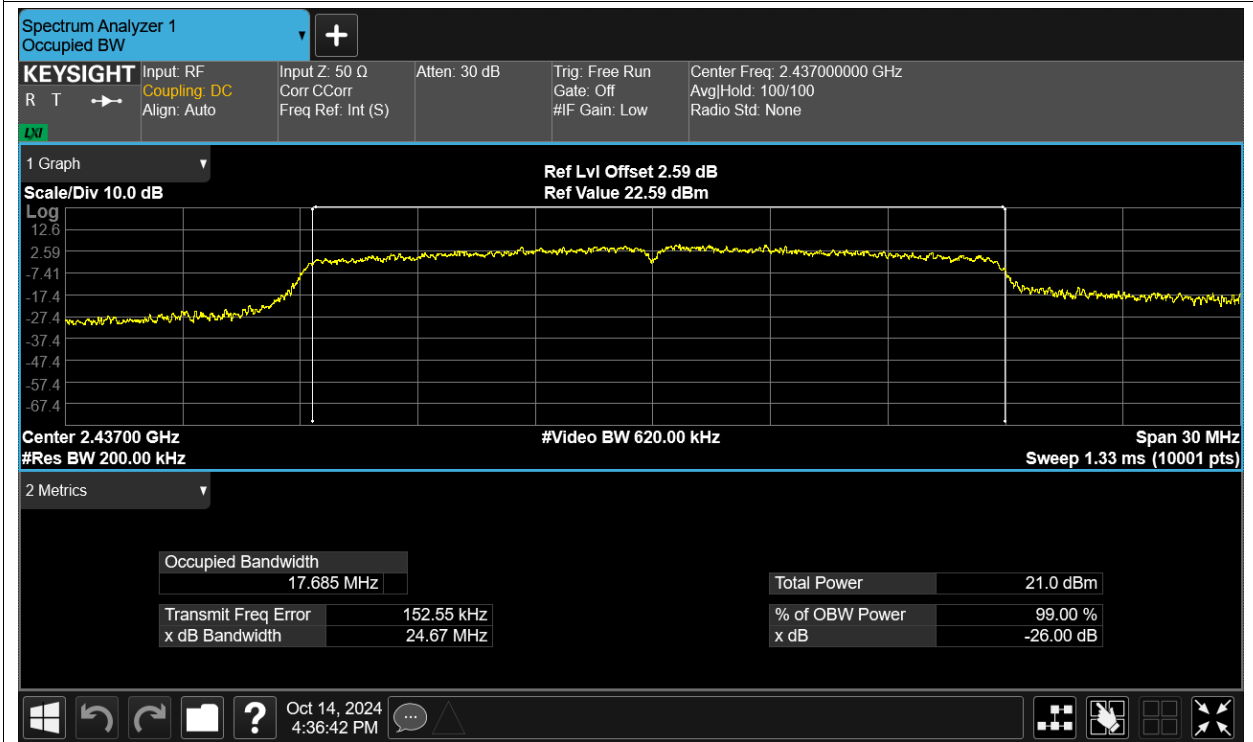 Spectrum Analyzer 1
Occupied BW
KEYSIGHT
R T
LXI
Input: RF
Coupling: DC
Align: Auto
Input Z: 50 Ω
Corr CCorr
Freq Ref: Int (S)
Atten: 30 dB
Trig: Free Run
Gate: Off
#IF Gain: Low
Center Freq: 2.437000000 GHz
Avg|Hold: 100/100
Radio Std: None
1 Graph
Scale/Div 10.0 dB
Ref Lvl Offset 2.59 dB
Ref Value 22.59 dBm
Log
12.6
2.59
-7.41
-17.4
-27.4
-37.4
-47.4
-57.4
-67.4
Center 2.43700 GHz
#Video BW 620.00 kHz
Span 30 MHz
#Res BW 200.00 kHz
Sweep 1.33 ms (10001 pts)
2 Metrics
Occupied Bandwidth
17.685 MHz
Total Power 21.0 dBm
Transmit Freq Error 152.55 kHz
% of OBW Power 99.00 %
x dB Bandwidth 24.67 MHz
x dB -26.00 dB
?
Oct 14, 2024
4:36:42 PM